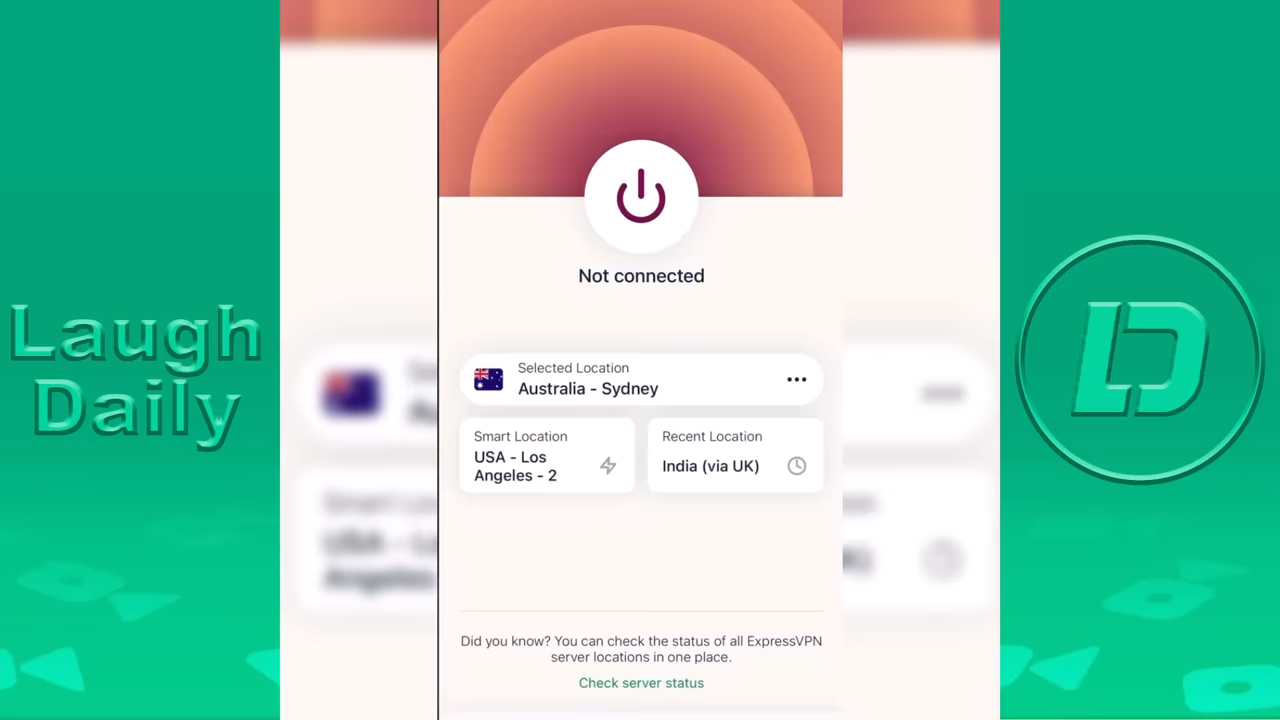 Laugh
Daily
Not connected
Selected Location
Australia - Sydney
Smart Location
USA - Los
Angeles - 2
Recent Location
India (via UK)
Did you know? You can check the status of all ExpressVPN
server locations in one place.
Check server status
LD